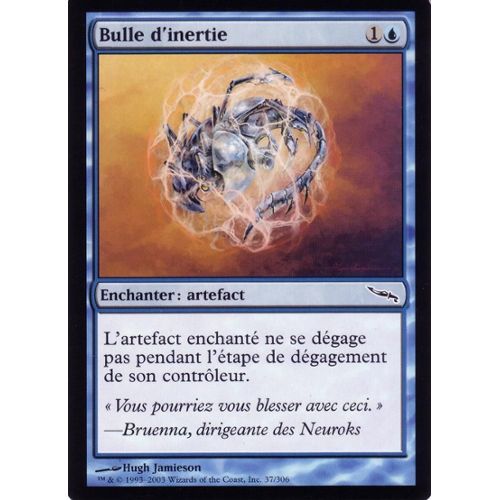 Bulle d'inertie 1
Enchanter : artefact
L'artefact enchanté ne se dégage
pas pendant l'étape de dégagement
de son contrôleur.
« Vous pourriez vous blesser avec ceci. »
—Bruenna, dirigeante des Neuroks
Hugh Jamieson
™ & © 1993–2003 Wizards of the Coast, Inc. 37/306